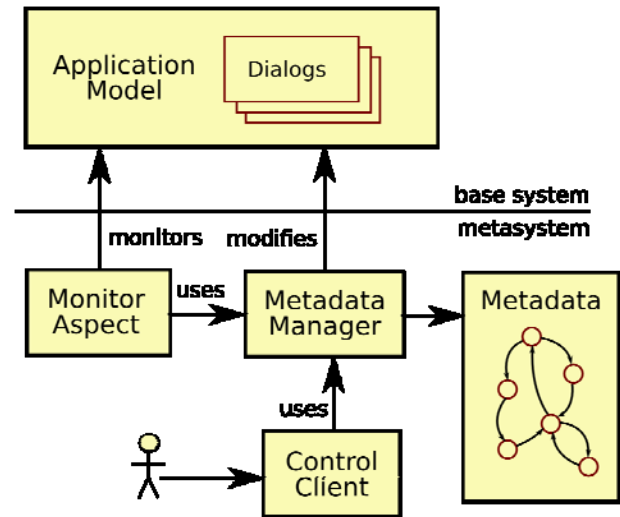 Application
Model
Dialogs
base system
metasystem
monitors
modifies
Monitor
Aspect
uses
Metadata
Manager
Metadata
uses
Control
Client